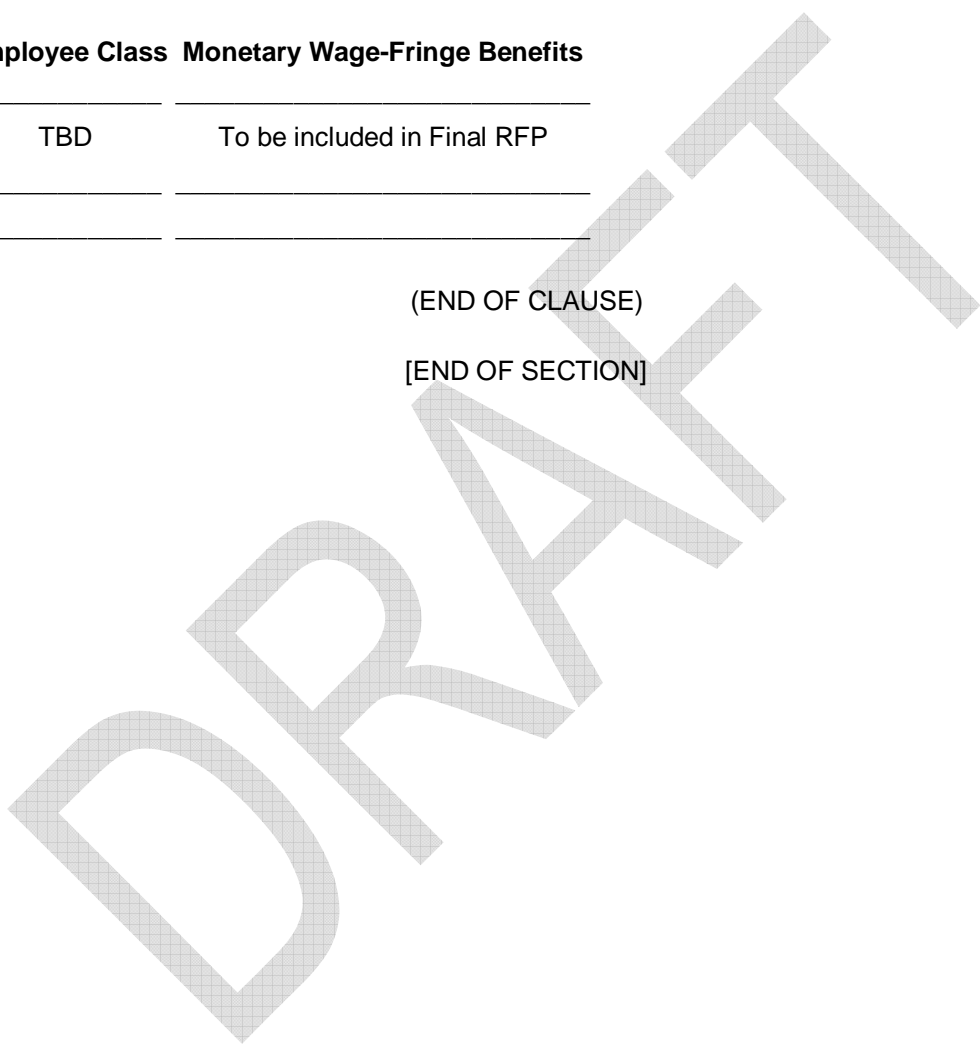 mployee Class Monetary Wage-Fringe Benefits
TBD To be included in Final RFP
(END OF CLAUSE)
[END OF SECTION]
DRAFT